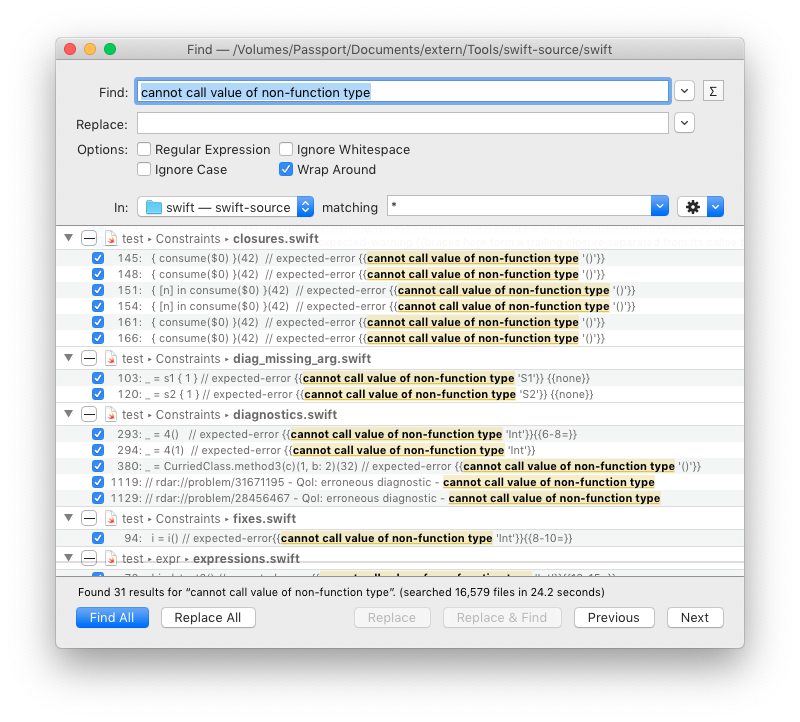 Find — /Volumes/Passport/Documents/extern/Tools/swift-source/swift
Find: cannot call value of non-function type Σ
Replace:
Options: Regular Expression Ignore Whitespace
Ignore Case Wrap Around
In: swift — swift-source matching *
test ▸ Constraints ▸ closures.swift
145: { consume($0) }(42) // expected-error {{cannot call value of non-function type '()'}}
148: { consume($0) }(42) // expected-error {{cannot call value of non-function type '()'}}
151: { [n] in consume($0) }(42) // expected-error {{cannot call value of non-function type '()'}}
154: { [n] in consume($0) }(42) // expected-error {{cannot call value of non-function type '()'}}
161: { consume($0) }(42) // expected-error {{cannot call value of non-function type '()'}}
166: { consume($0) }(42) // expected-error {{cannot call value of non-function type '()'}}
test ▸ Constraints ▸ diag_missing_arg.swift
103: _ = s1 { 1 } // expected-error {{cannot call value of non-function type 'S1'}} {{none}}
120: _ = s2 { 1 } // expected-error {{cannot call value of non-function type 'S2'}} {{none}}
test ▸ Constraints ▸ diagnostics.swift
293: _ = 4() // expected-error {{cannot call value of non-function type 'Int'}}{{6-8=}}
294: _ = 4(1) // expected-error {{cannot call value of non-function type 'Int'}}
380: _ = CurriedClass.method3(c)(1, b: 2)(32) // expected-error {{cannot call value of non-function type '()'}}
1119: // rdar://problem/31671195 - QoI: erroneous diagnostic - cannot call value of non-function type
1129: // rdar://problem/28456467 - QoI: erroneous diagnostic - cannot call value of non-function type
test ▸ Constraints ▸ fixes.swift
94: i = i() // expected-error{{cannot call value of non-function type 'Int'}}{{8-10=}}
test ▸ expr ▸ expressions.swift
Found 31 results for “cannot call value of non-function type”. (searched 16,579 files in 24.2 seconds)
Find All Replace All Replace Replace & Find Previous Next